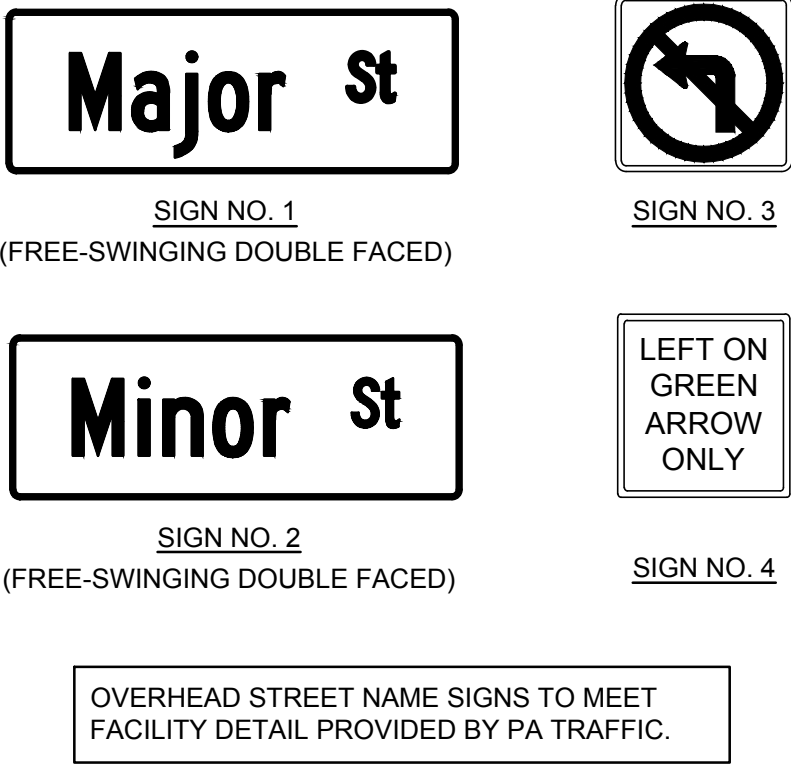 Major St
SIGN NO. 1
(FREE-SWINGING DOUBLE FACED)
SIGN NO. 3
Minor St
SIGN NO. 2
(FREE-SWINGING DOUBLE FACED)
LEFT ON
GREEN
ARROW
ONLY
SIGN NO. 4
OVERHEAD STREET NAME SIGNS TO MEET
FACILITY DETAIL PROVIDED BY PA TRAFFIC.